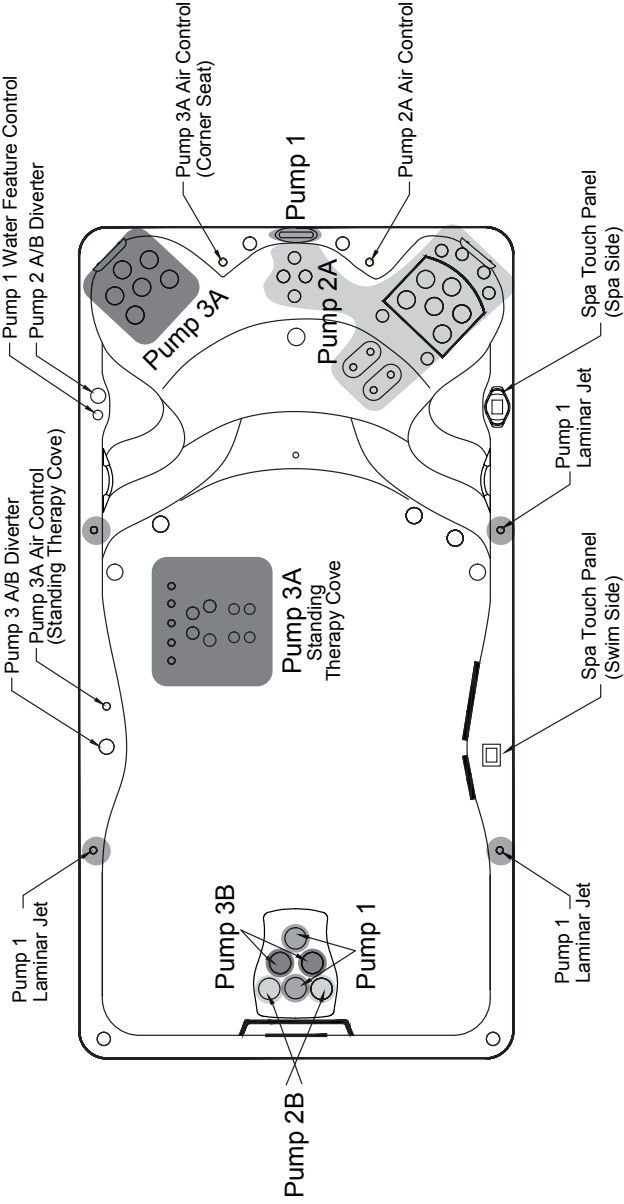 Pump 1 Water Feature Control
Pump 2 A/B Diverter
Pump 3 A/B Diverter
Pump 3A Air Control
(Standing Therapy Cove)
Pump 1
Laminar Jet
Pump 3A Air Control
(Corner Seat)
Pump 1
Pump 2A Air Control
Pump 3A
Pump 2A
Pump 3A
Standing
Therapy Cove
Pump 3B
Pump 1
Pump 2B
Spa Touch Panel
(Spa Side)
Pump 1
Laminar Jet
Spa Touch Panel
(Swim Side)
Pump 1
Laminar Jet